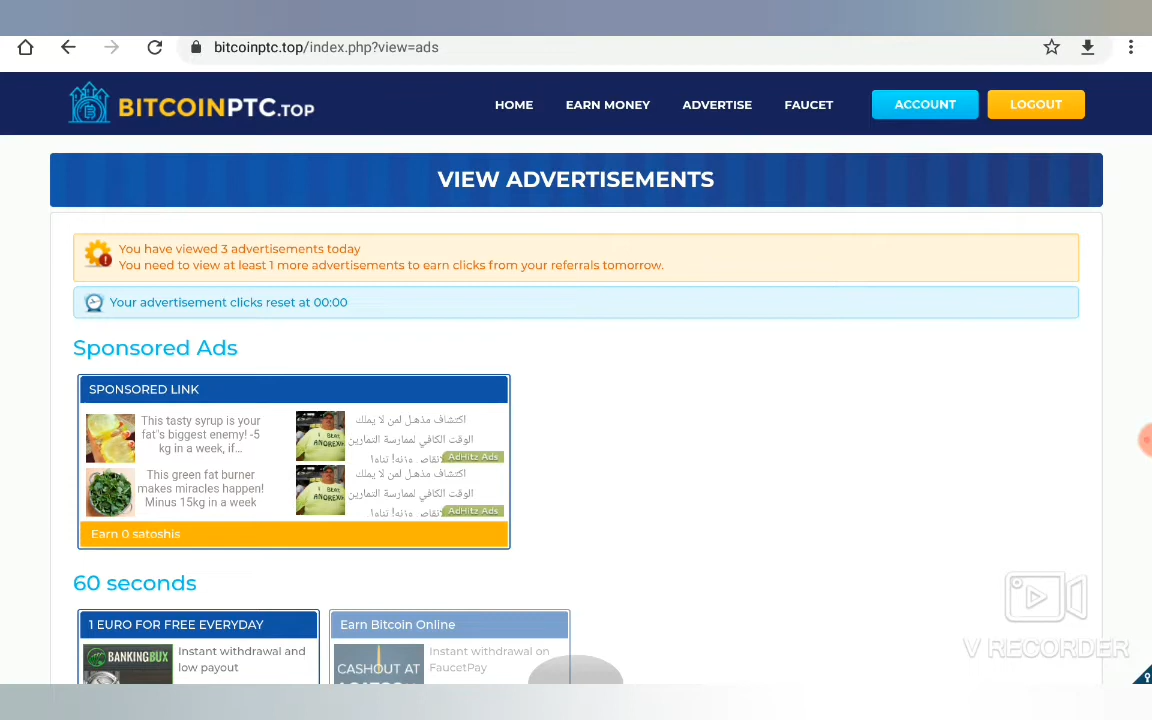 bitcoinptc.top/index.php?view=ads
BITCOINPTC.TOP
HOME
EARN MONEY
ADVERTISE
FAUCET
ACCOUNT
LOGOUT
VIEW ADVERTISEMENTS
You have viewed 3 advertisements today
You need to view at least 1 more advertisements to earn clicks from your referrals tomorrow.
Your advertisement clicks reset at 00:00
Sponsored Ads
SPONSORED LINK
This tasty syrup is your
fat"s biggest enemy! -5
kg in a week, if...
اكتشاف مذهل لمن لا يملك
الوقت الكافي لممارسة التمارين
وزنه! تناوا
AdHitz Ads
This green fat burner
makes miracles happen!
Minus 15kg in a week
اكتشاف مذهل لمن لا يملك
الوقت الكافي لممارسة التمارين
وزنه! تناوا
AdHitz Ads
Earn 0 satoshis
60 seconds
1 EURO FOR FREE EVERYDAY
BANKINGBUX
Instant withdrawal and
low payout
Earn Bitcoin Online
CASHOUT AT
Instant withdrawal on
FaucetPay
V RECORDER